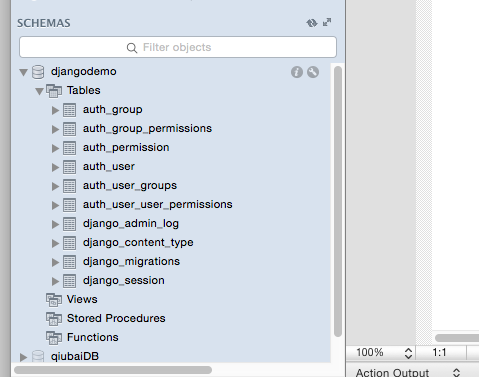 SCHEMAS
Filter objects
djangodemo
Tables
auth_group
auth_group_permissions
auth_permission
auth_user
auth_user_groups
auth_user_user_permissions
django_admin_log
django_content_type
django_migrations
django_session
Views
Stored Procedures
Functions
qiubaiDB
100% 1:1
Action Output